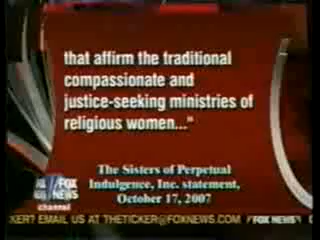 that affirm the traditional
compassionate and
justice-seeking ministries of
religious women..."
The Sisters of Perpetual
Indulgence, Inc. statement,
October 17, 2007
FOX
NEWS
channel
KER? EMAIL US AT THETICKER@FOXNEWS.COM
FOX NEWS